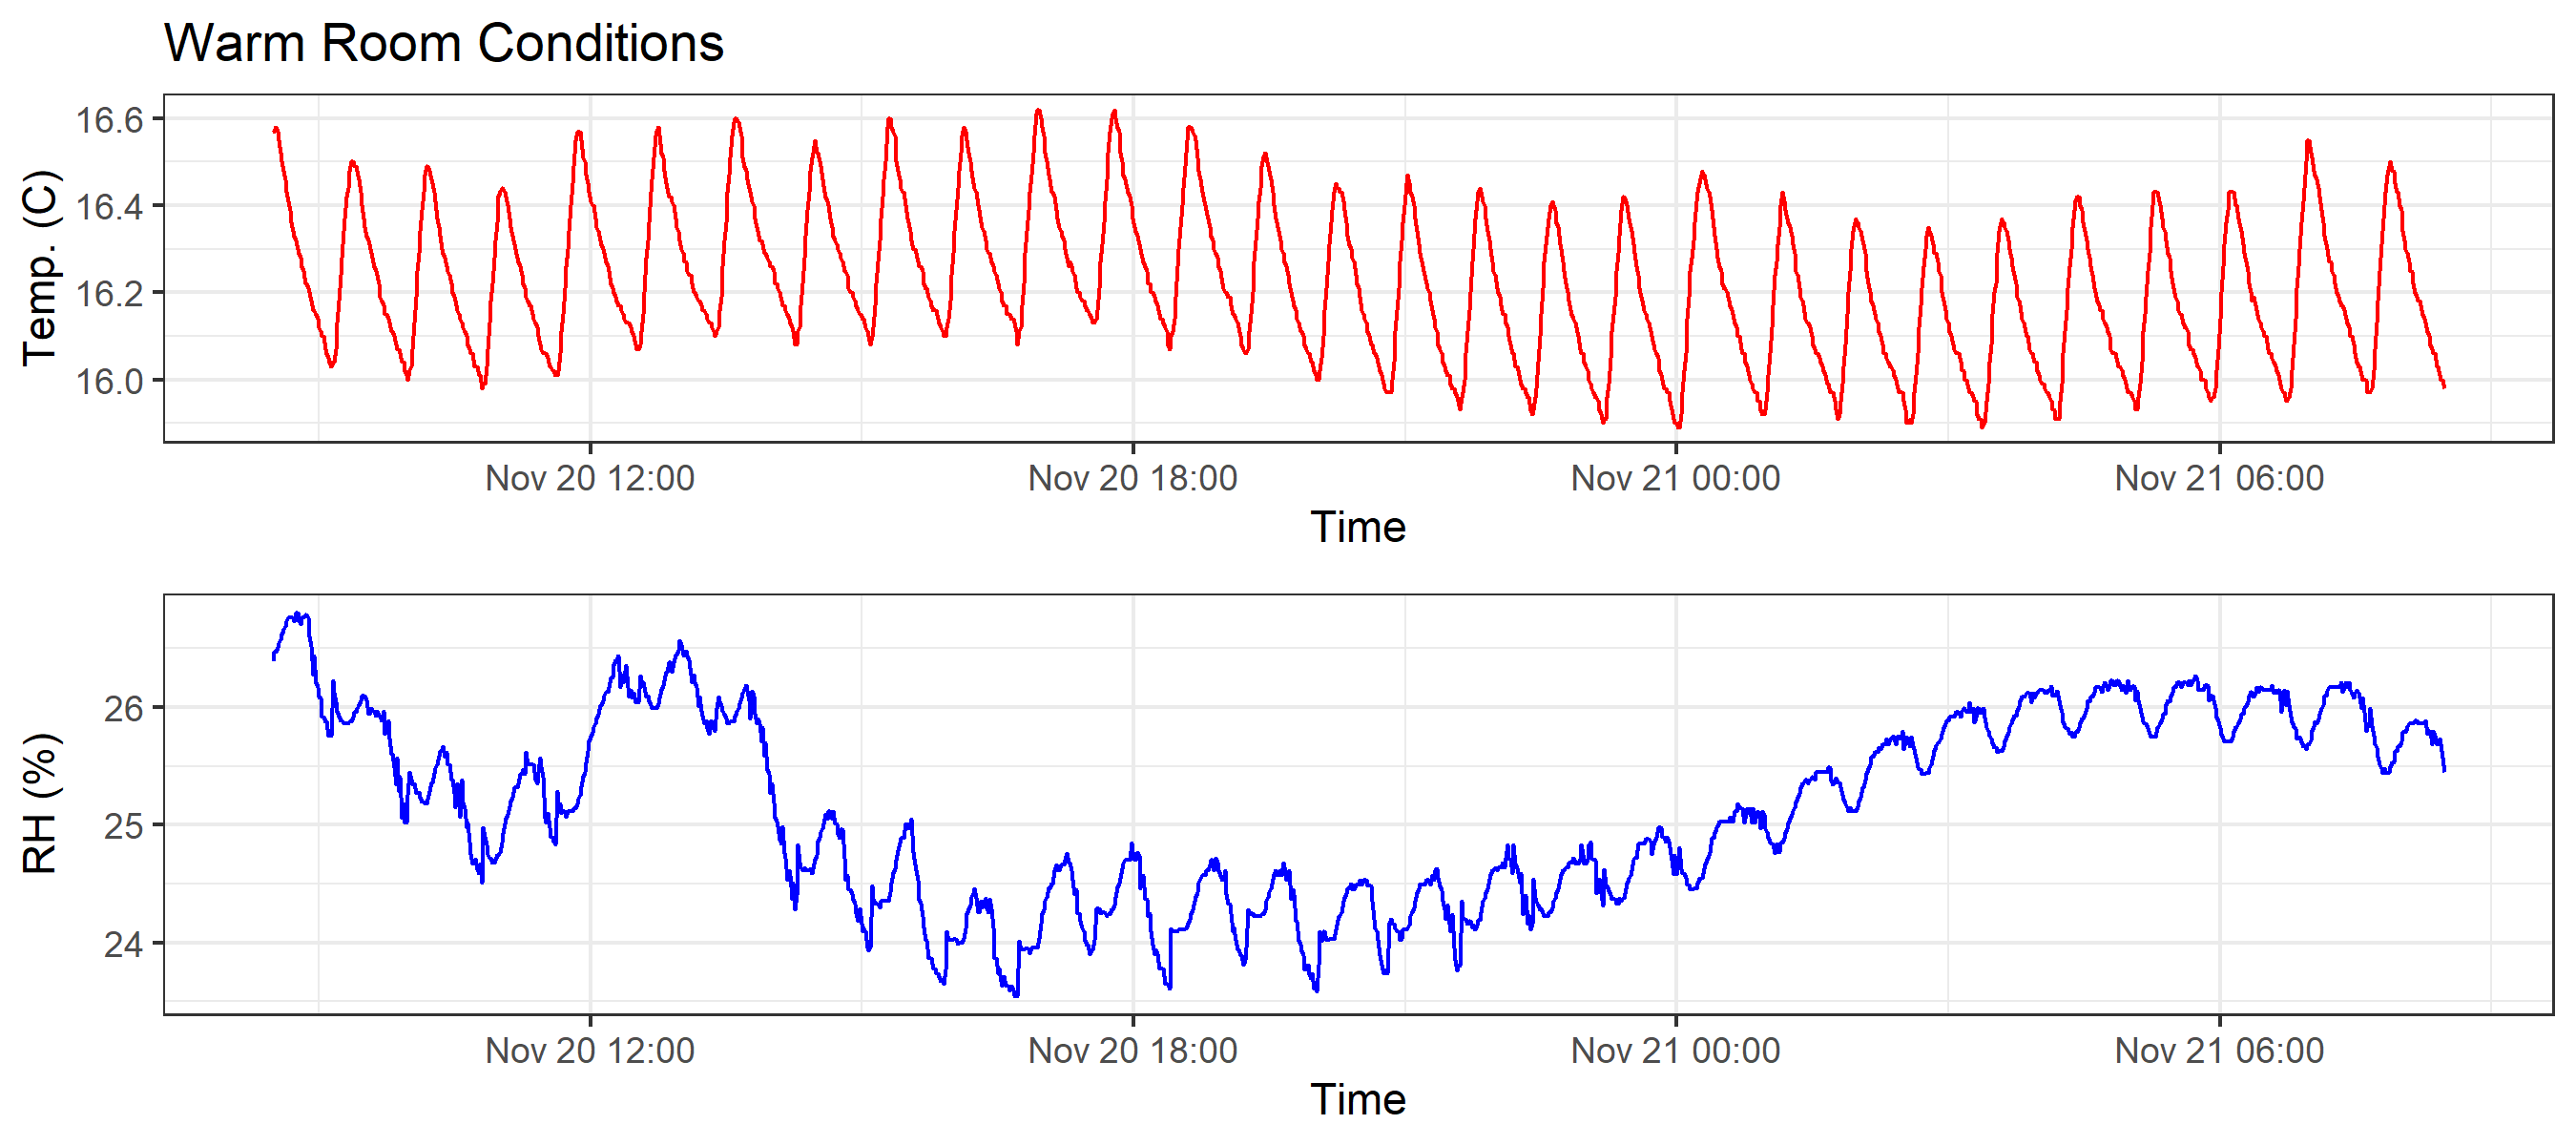 Warm Room Conditions
16.6
16.4
16.2
16.0
Temp. (C)
Nov 20 12:00 Nov 20 18:00 Nov 21 00:00 Nov 21 06:00
Time
26
25
24
RH (%)
Nov 20 12:00 Nov 20 18:00 Nov 21 00:00 Nov 21 06:00
Time